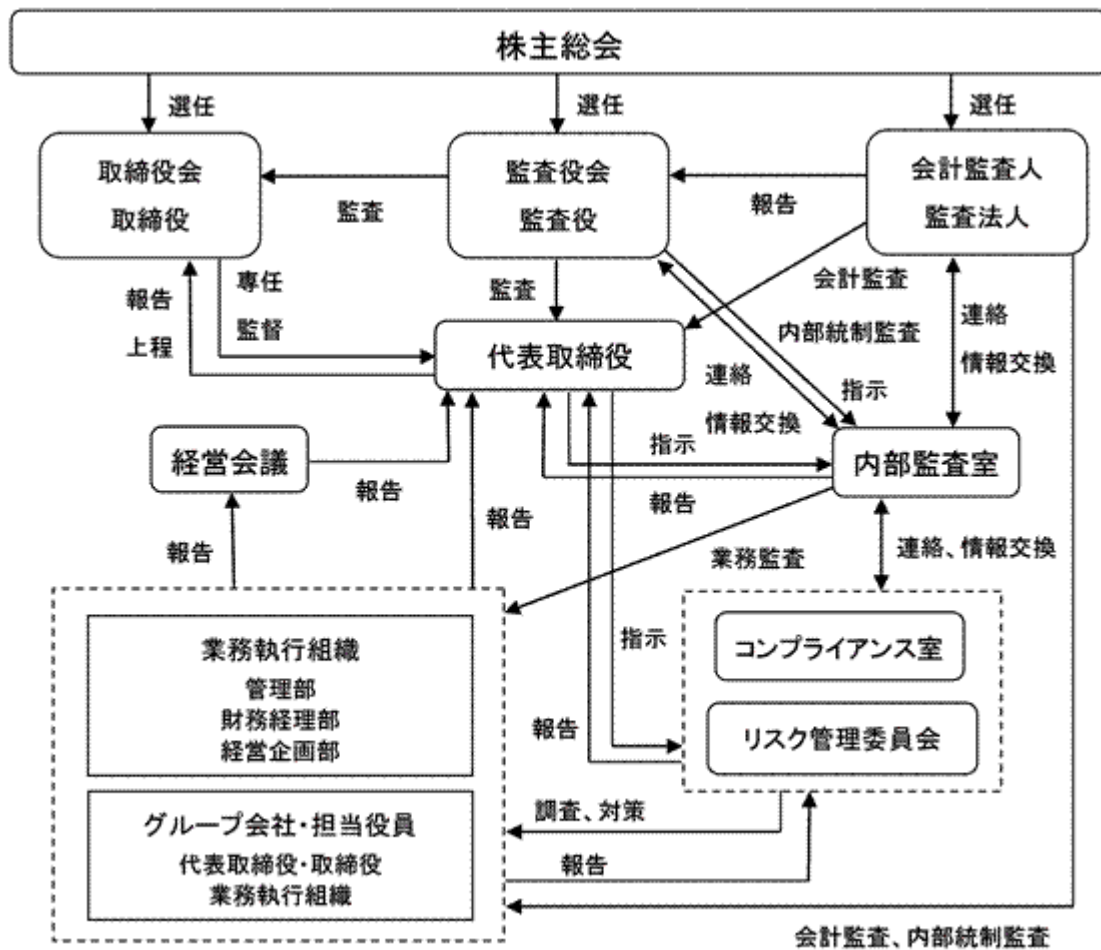 株主総会
選任
選任
選任
取締役会
取締役
監査役会
監査役
会計監査人
監査法人
監査
報告
報告
上程
専任
監督
監査
会計監査
内部統制監査
連絡
情報交換
代表取締役
連絡
情報交換
指示
経営会議
報告
指示
報告
内部監査室
報告
報告
業務監査
連絡、情報交換
業務執行組織
管理部
財務経理部
経営企画部
指示
コンプライアンス室
リスク管理委員会
報告
グループ会社・担当役員
代表取締役・取締役
業務執行組織
調査、対策
報告
会計監査、内部統制監査